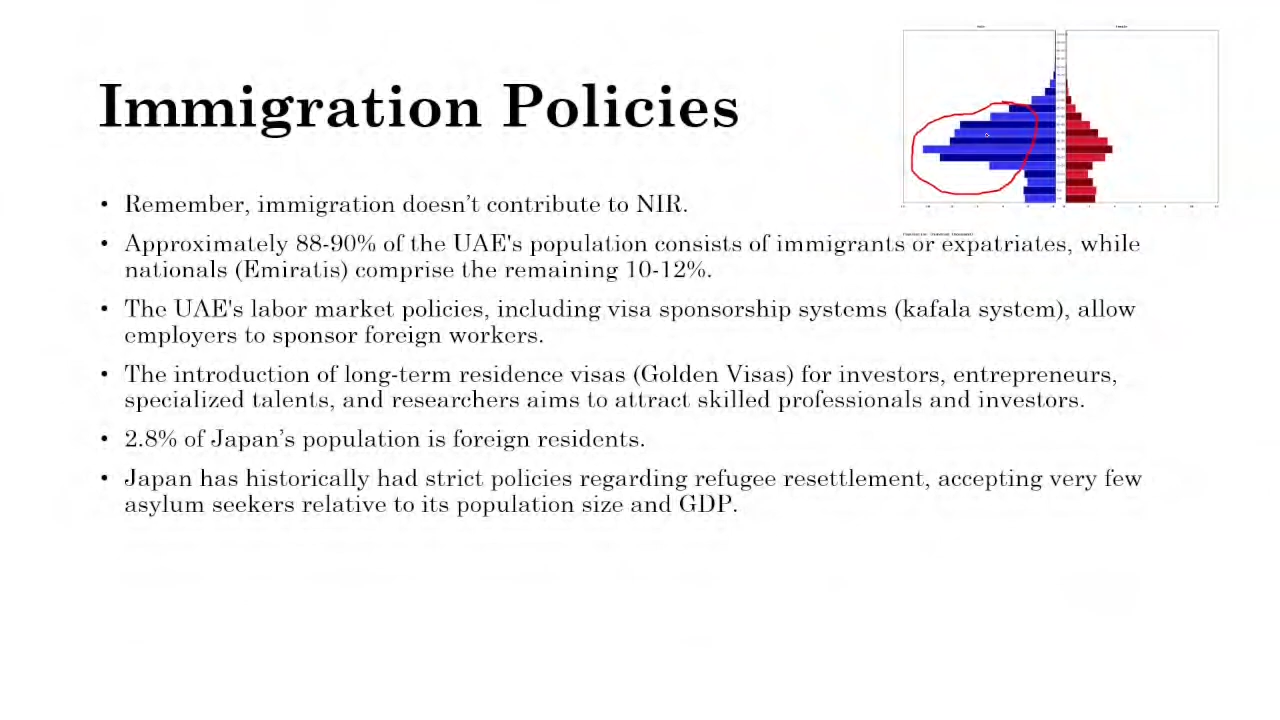 Immigration Policies
• Remember, immigration doesn't contribute to NIR.
• Approximately 88-90% of the UAE's population consists of immigrants or expatriates, while
nationals (Emiratis) comprise the remaining 10-12%.
• The UAE's labor market policies, including visa sponsorship systems (kafala system), allow
employers to sponsor foreign workers.
• The introduction of long-term residence visas (Golden Visas) for investors, entrepreneurs,
specialized talents, and researchers aims to attract skilled professionals and investors.
• 2.8% of Japan's population is foreign residents.
• Japan has historically had strict policies regarding refugee resettlement, accepting very few
asylum seekers relative to its population size and GDP.